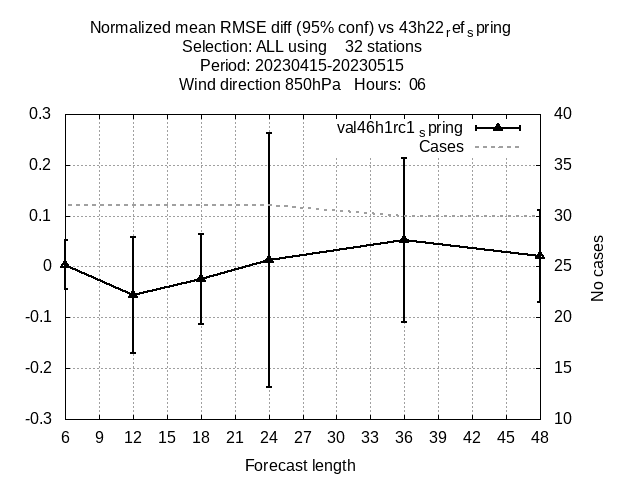 Normalized mean RMSE diff (95% conf) vs 43h22ref_spring
Selection: ALL using    32 stations
Period: 20230415-20230515
Wind direction 850hPa   Hours:  06
val46h1rc1 spring
Cases
0.3
0.2
0.1
0
-0.1
-0.2
-0.3
40
35
30
25
20
15
10
No cases
6 9 12 15 18 21 24 27 30 33 36 39 42 45 48
Forecast length